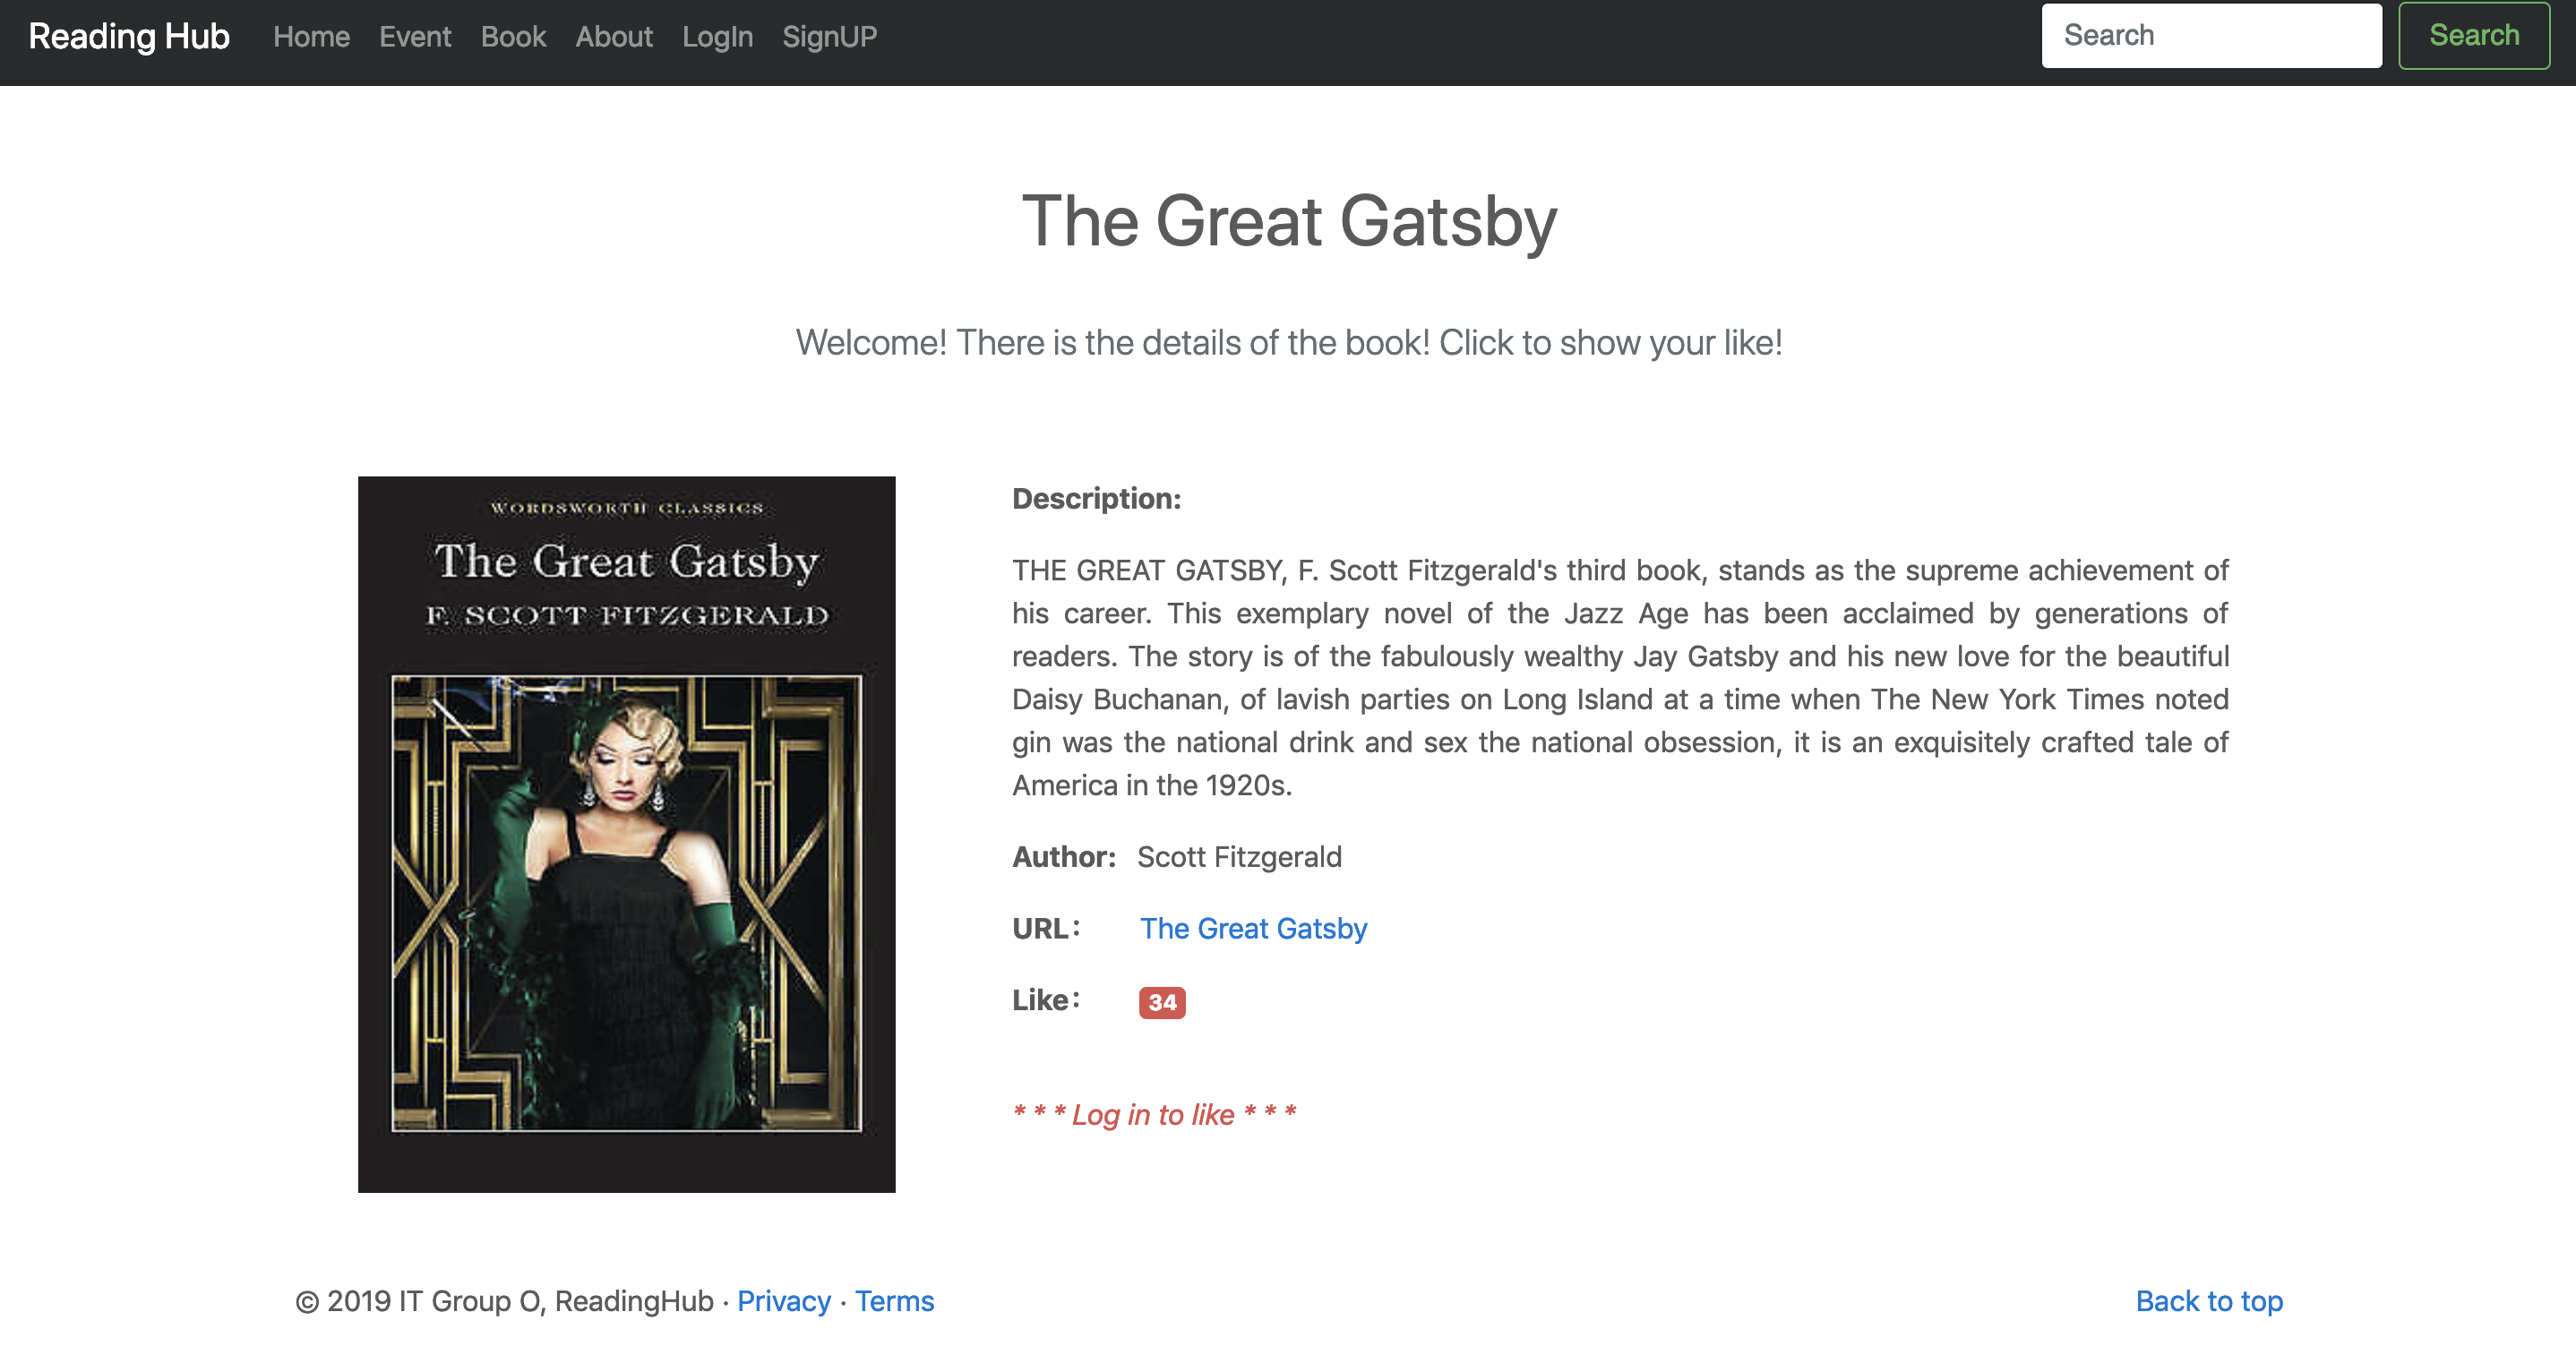 Reading Hub Home Event Book About LogIn SignUP Search Search
The Great Gatsby
Welcome! There is the details of the book! Click to show your like!
WORDSWORTH CLASSICS
The Great Gatsby
F. SCOTT FITZGERALD
Description:
THE GREAT GATSBY, F. Scott Fitzgerald's third book, stands as the supreme achievement of
his career. This exemplary novel of the Jazz Age has been acclaimed by generations of
readers. The story is of the fabulously wealthy Jay Gatsby and his new love for the beautiful
Daisy Buchanan, of lavish parties on Long Island at a time when The New York Times noted
gin was the national drink and sex the national obsession, it is an exquisitely crafted tale of
America in the 1920s.
Author: Scott Fitzgerald
URL: The Great Gatsby
Like: 34
* * * Log in to like * * *
© 2019 IT Group O, ReadingHub · Privacy · Terms Back to top